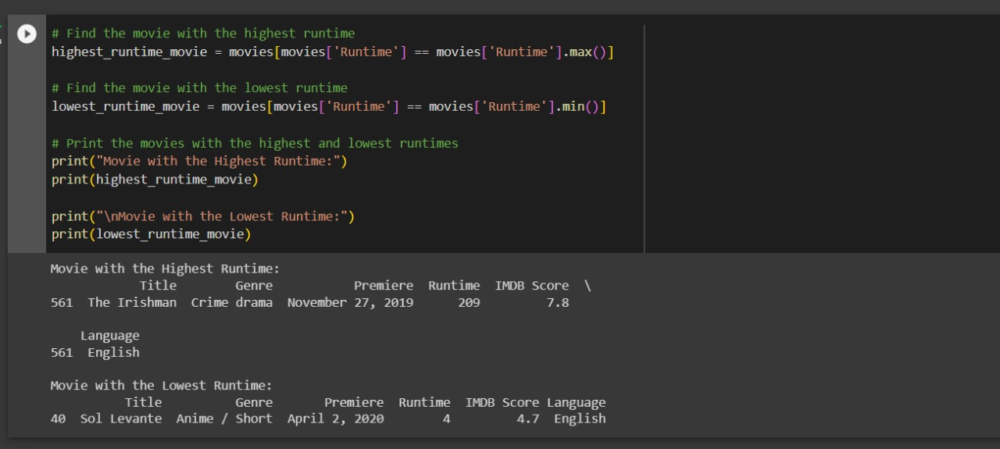 # Find the movie with the highest runtime
highest_runtime_movie = movies[movies['Runtime'] == movies['Runtime'].max()]
# Find the movie with the lowest runtime
lowest_runtime_movie = movies[movies['Runtime'] == movies['Runtime'].min()]
# Print the movies with the highest and lowest runtimes
print("Movie with the Highest Runtime:")
print(highest_runtime_movie)
print("\nMovie with the Lowest Runtime:")
print(lowest_runtime_movie)
Movie with the Highest Runtime:
Title Genre Premiere Runtime IMDB Score \
561 The Irishman Crime drama November 27, 2019 209 7.8
Language
561 English
Movie with the Lowest Runtime:
Title Genre Premiere Runtime IMDB Score Language
40 Sol Levante Anime / Short April 2, 2020 4 4.7 English